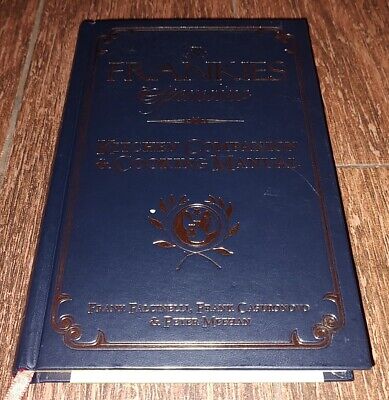 The
FRANKIES
Spuntino
KITCHEN COMPANION
& COOKING MANUAL
FRANK FALCINELLI, FRANK CASTRONOVO
& PETER MEEHAN